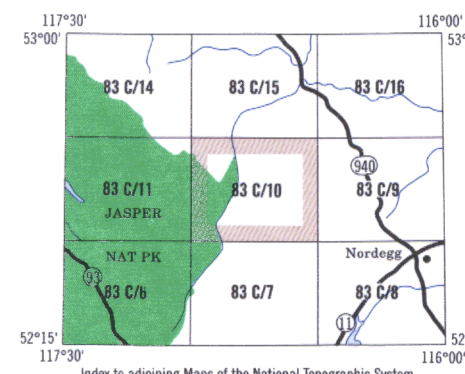 117°30' 116°00'
53°00' 53°
83 C/14 83 C/15 83 C/16
940
83 C/11 83 C/10 83 C/9
JASPER
NAT PK Nordegg
93
83 C/6 83 C/7 83 C/8
11
52°15' 52
117°30' 116°00'
Index to adjoining Maps of the National Topographic System